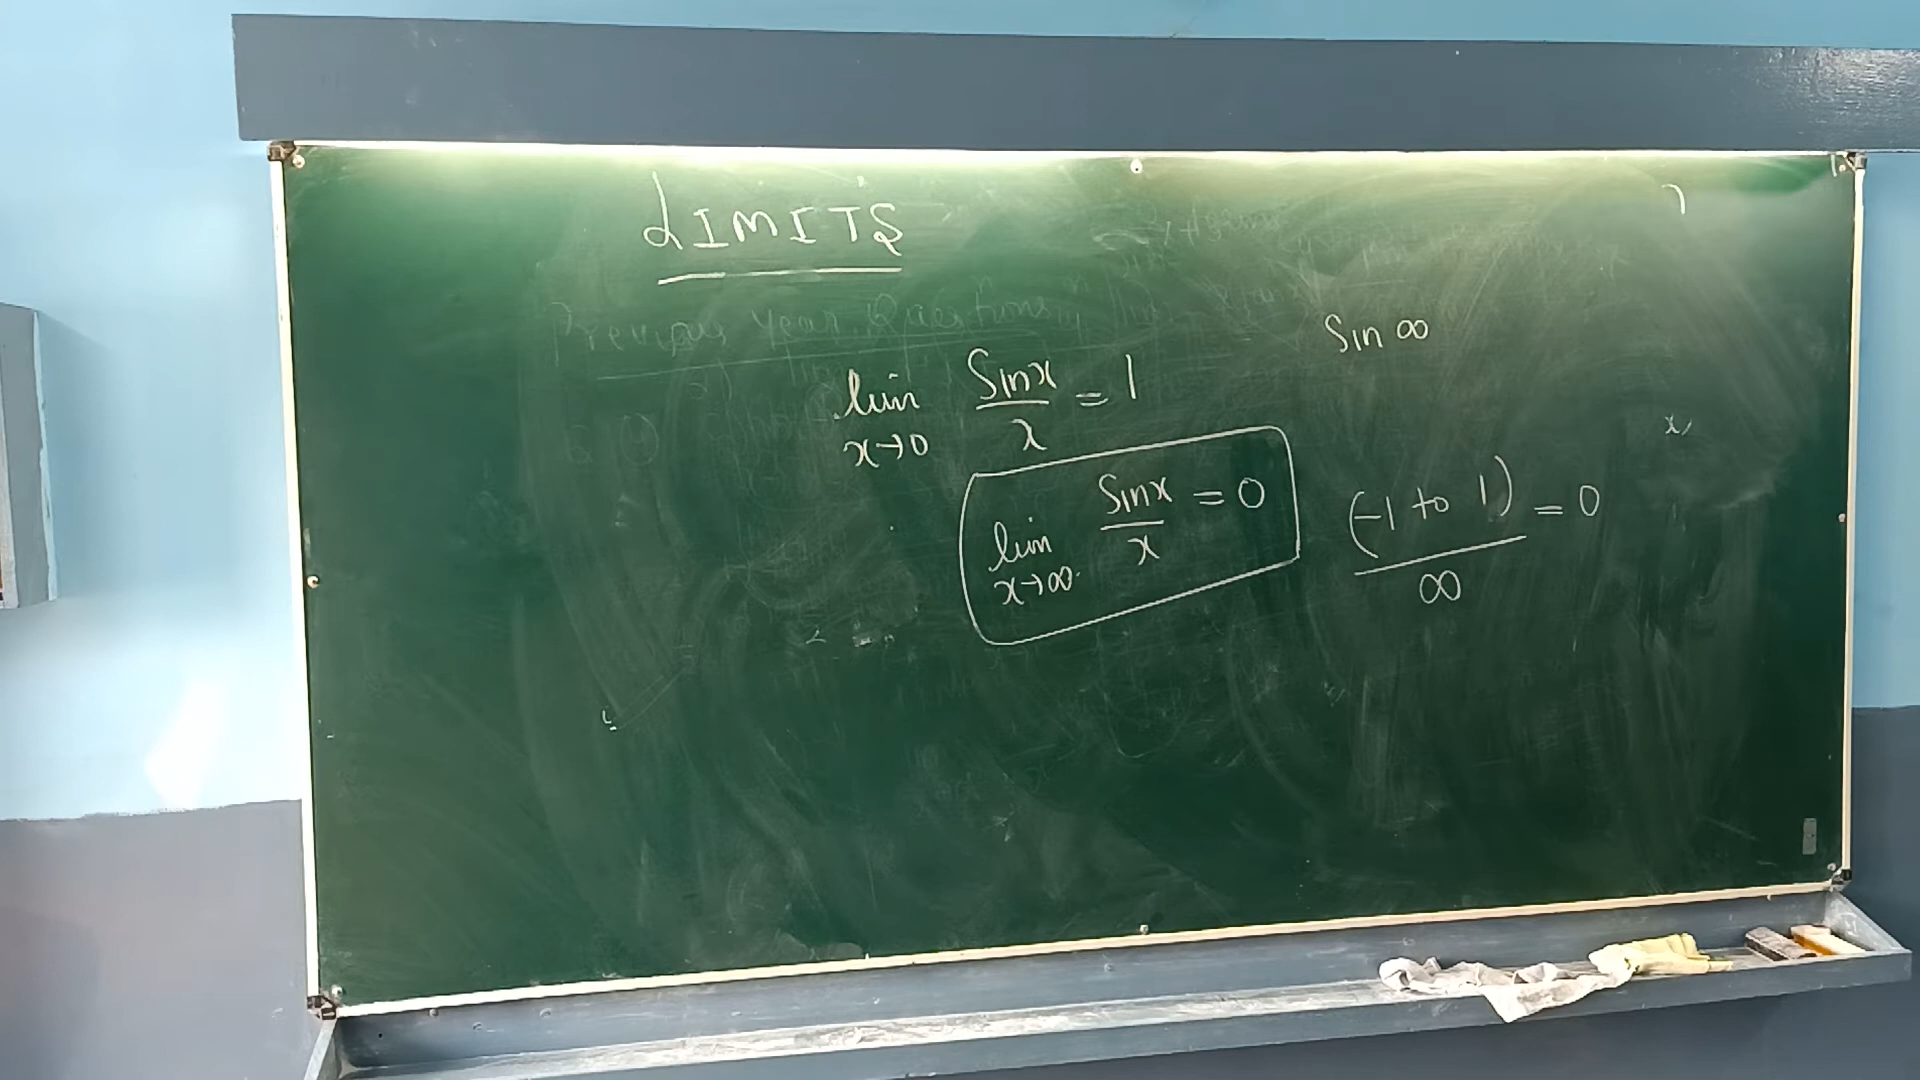 LIMITS
Previous Year Questions
Sin ∞
lim x→0 Sinx/x = 1
lim x→∞ Sinx/x = 0
(-1 to 1)/∞ = 0